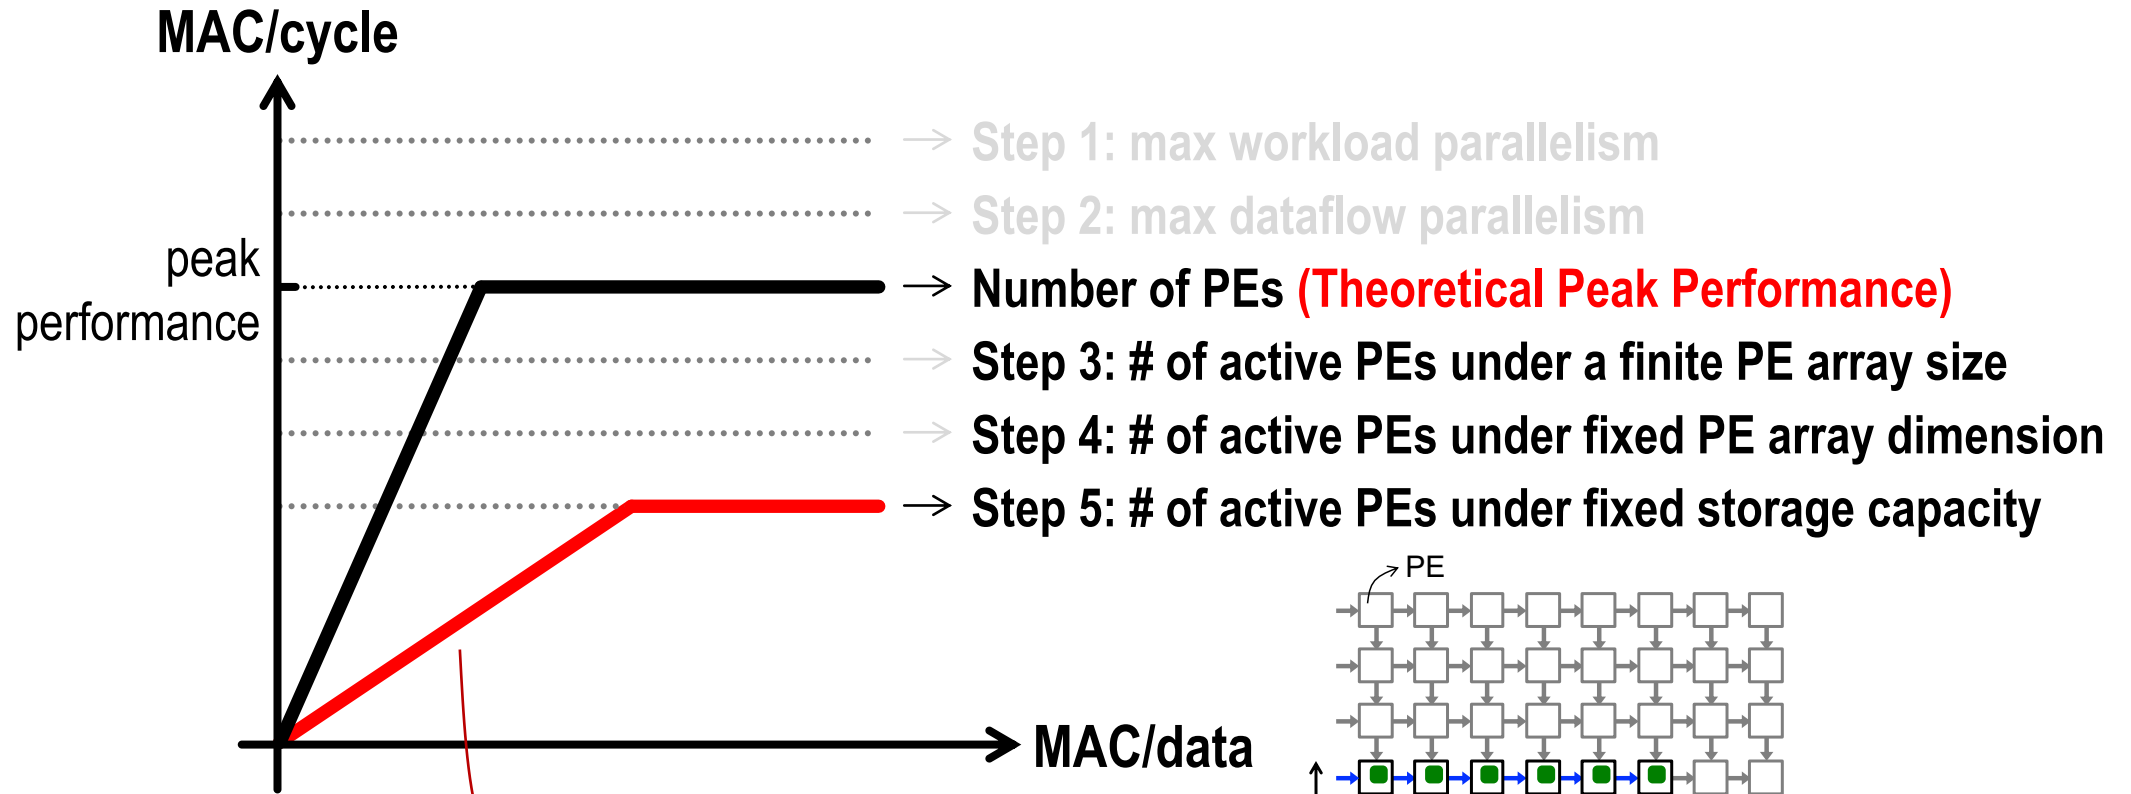 MAC/cycle
Step 1: max workload parallelism
Step 2: max dataflow parallelism
peak
performance
Number of PEs (Theoretical Peak Performance)
Step 3: # of active PEs under a finite PE array size
Step 4: # of active PEs under fixed PE array dimension
Step 5: # of active PEs under fixed storage capacity
PE
MAC/data